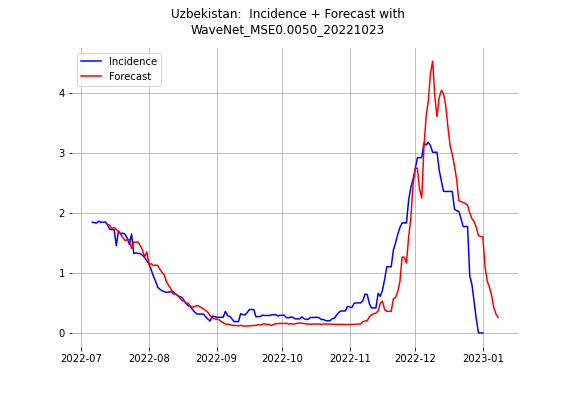 Uzbekistan:  Incidence + Forecast with
WaveNet_MSE0.0050_20221023
Incidence
Forecast
4
3
2
1
0
2022-07 2022-08 2022-09 2022-10 2022-11 2022-12 2023-01